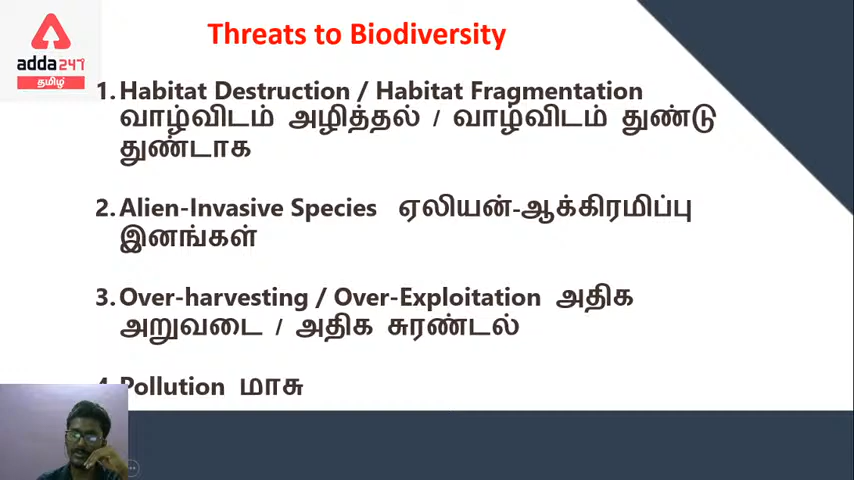 Threats to Biodiversity
adda247
தமிழ்
1. Habitat Destruction / Habitat Fragmentation
வாழ்விடம் அழித்தல் / வாழ்விடம் துண்டு
துண்டாக
2. Alien-Invasive Species ஏலியன்-ஆக்கிரமிப்பு
இனங்கள்
3. Over-harvesting / Over-Exploitation அதிக
அறுவடை / அதிக சுரண்டல்
4. Pollution மாசு